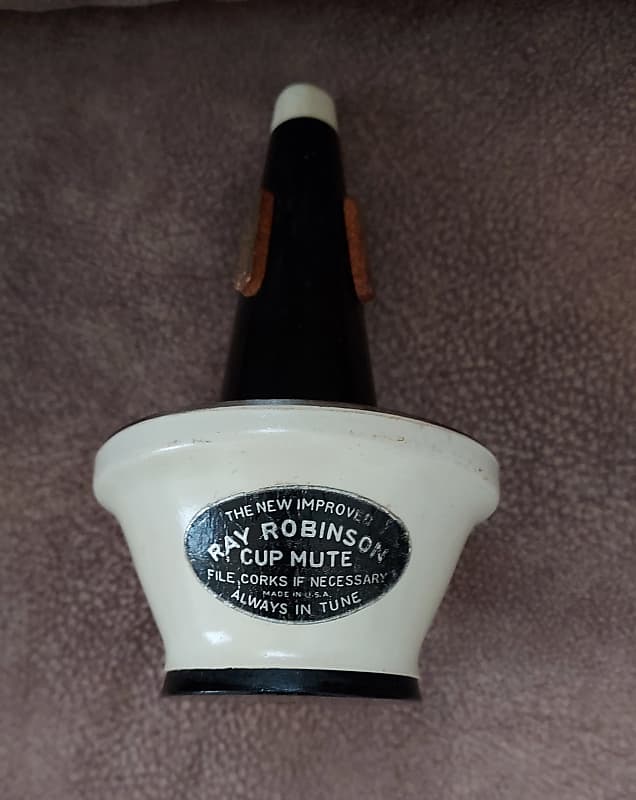 THE NEW IMPROVED
RAY ROBINSON
CUP MUTE
FILE CORKS IF NECESSARY
MADE IN U.S.A.
ALWAYS IN TUNE